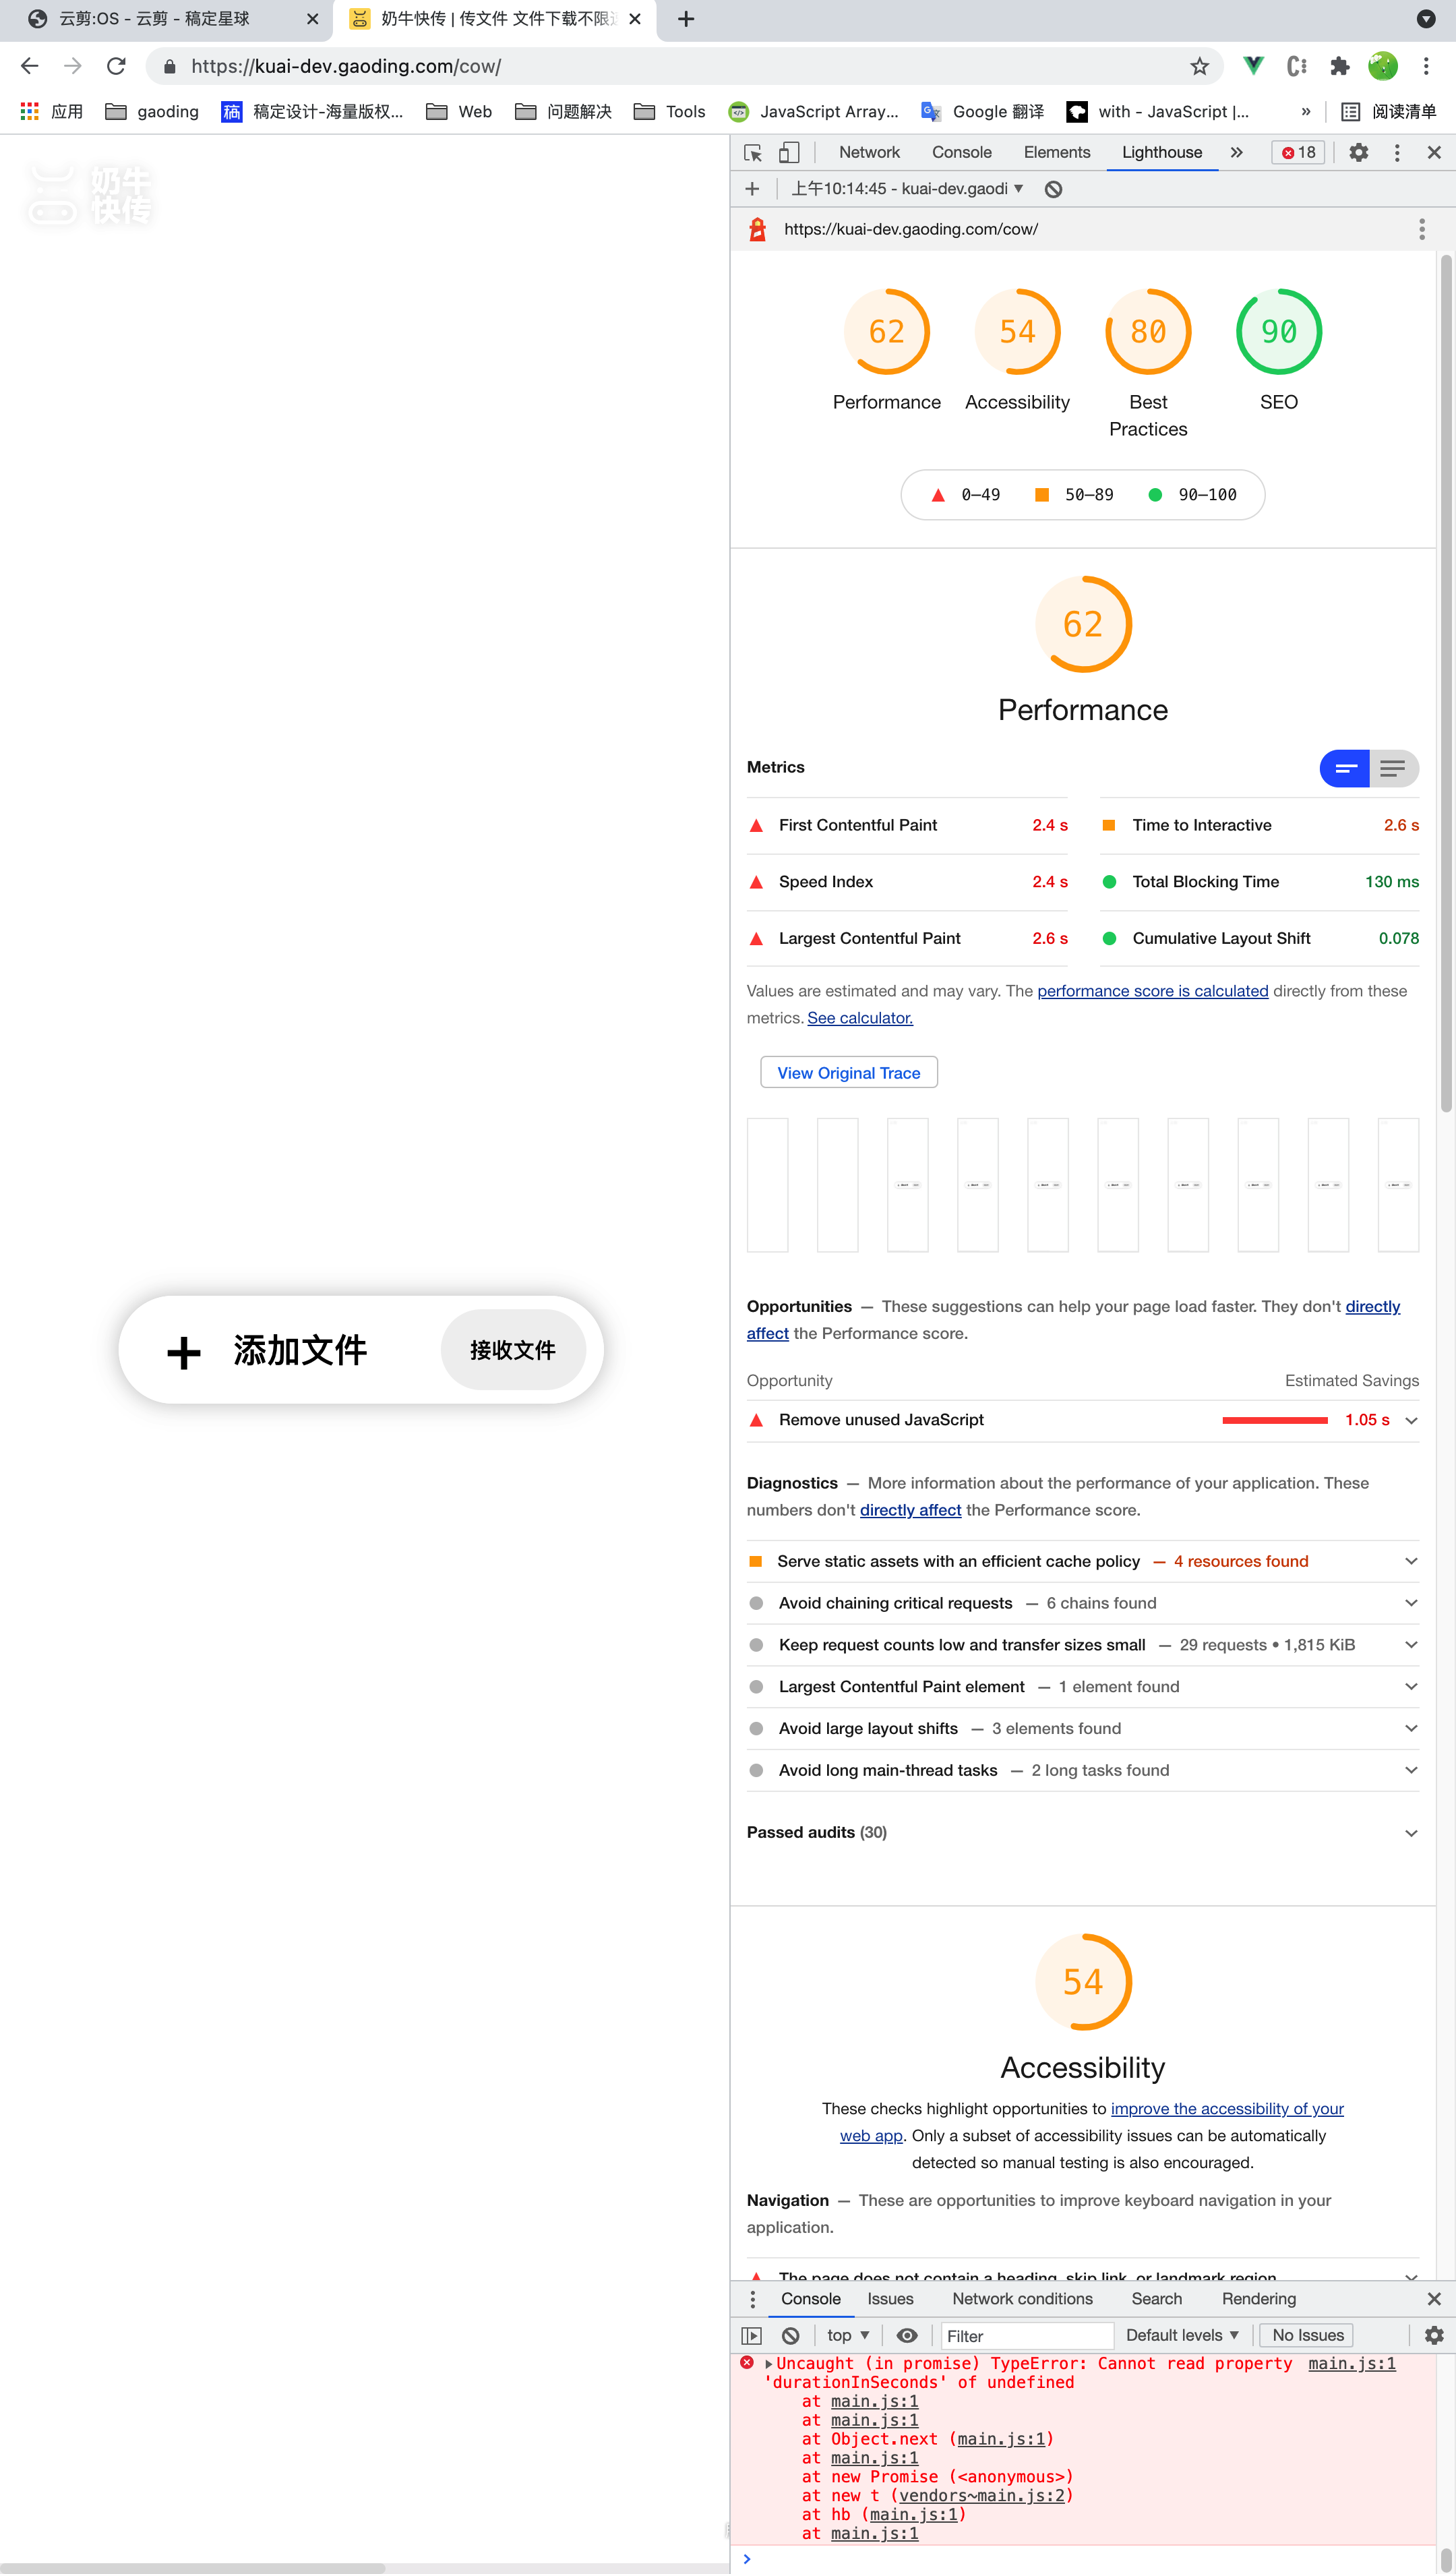 云剪:OS - 云剪 - 稿定星球
奶牛快传 | 传文件 文件下载不限
https://kuai-dev.gaoding.com/cow/
应用 gaoding 稿定设计-海量版权... Web 问题解决 Tools JavaScript Array... Google 翻译 with - JavaScript |... » 阅读清单
奶牛
快传
添加文件 接收文件
Network Console Elements Lighthouse » 18
上午10:14:45 - kuai-dev.gaodi
https://kuai-dev.gaoding.com/cow/
62 54 80 90
Performance Accessibility Best Practices SEO
0–49 50–89 90–100
62
Performance
Metrics
First Contentful Paint 2.4 s
Time to Interactive 2.6 s
Speed Index 2.4 s
Total Blocking Time 130 ms
Largest Contentful Paint 2.6 s
Cumulative Layout Shift 0.078
Values are estimated and may vary. The performance score is calculated directly from these
metrics. See calculator.
View Original Trace
Opportunities — These suggestions can help your page load faster. They don't directly
affect the Performance score.
Opportunity Estimated Savings
Remove unused JavaScript 1.05 s
Diagnostics — More information about the performance of your application. These
numbers don't directly affect the Performance score.
Serve static assets with an efficient cache policy — 4 resources found
Avoid chaining critical requests — 6 chains found
Keep request counts low and transfer sizes small — 29 requests • 1,815 KiB
Largest Contentful Paint element — 1 element found
Avoid large layout shifts — 3 elements found
Avoid long main-thread tasks — 2 long tasks found
Passed audits (30)
54
Accessibility
These checks highlight opportunities to improve the accessibility of your
web app. Only a subset of accessibility issues can be automatically
detected so manual testing is also encouraged.
Navigation — These are opportunities to improve keyboard navigation in your
application.
The page does not contain a heading, skip link, or landmark region
Console Issues Network conditions Search Rendering
top Filter Default levels No Issues
Uncaught (in promise) TypeError: Cannot read property main.js:1
'durationInSeconds' of undefined
at main.js:1
at main.js:1
at Object.next (main.js:1)
at main.js:1
at new Promise (<anonymous>)
at new t (vendors~main.js:2)
at hb (main.js:1)
at main.js:1